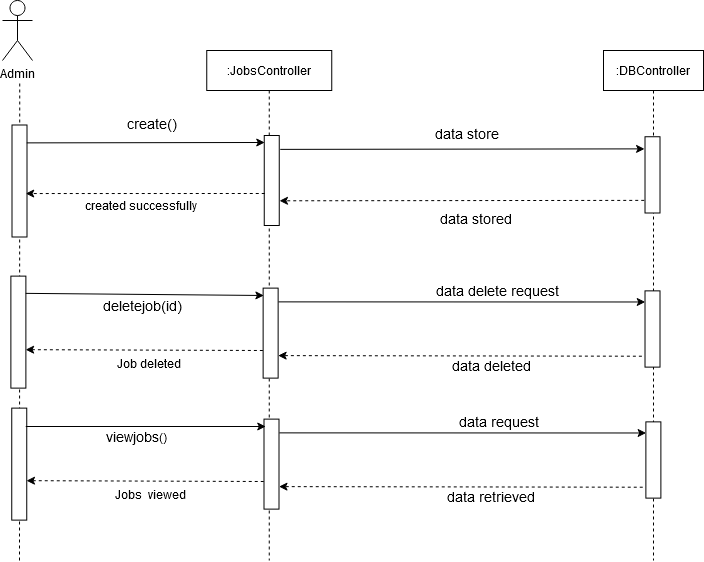 Admin
:JobsController
:DBController
create()
data store
created successfully
data stored
deletejob(id)
data delete request
Job deleted
data deleted
viewjobs()
data request
Jobs viewed
data retrieved